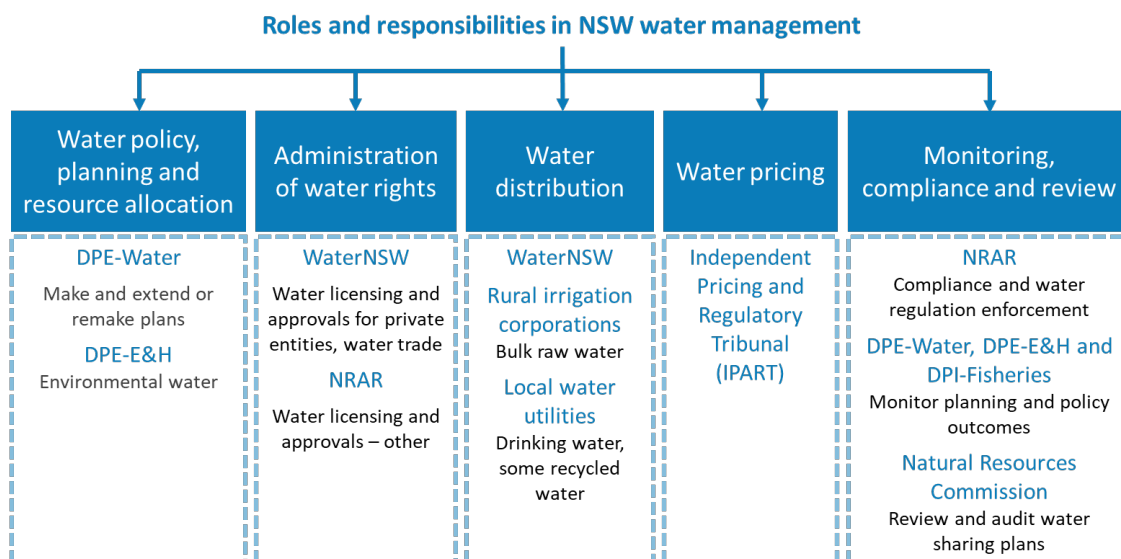 Roles and responsibilities in NSW water management
Water policy,
planning and
resource allocation
DPE-Water
Make and extend or
remake plans
DPE-E&H
Environmental water
Administration
of water rights
WaterNSW
Water licensing and
approvals for private
entities, water trade
NRAR
Water licensing and
approvals – other
Water
distribution
WaterNSW
Rural irrigation
corporations
Bulk raw water
Local water
utilities
Drinking water,
some recycled
water
Water pricing
Independent
Pricing and
Regulatory
Tribunal
(IPART)
Monitoring,
compliance and review
NRAR
Compliance and water
regulation enforcement
DPE-Water, DPE-E&H and
DPI-Fisheries
Monitor planning and policy
outcomes
Natural Resources
Commission
Review and audit water
sharing plans